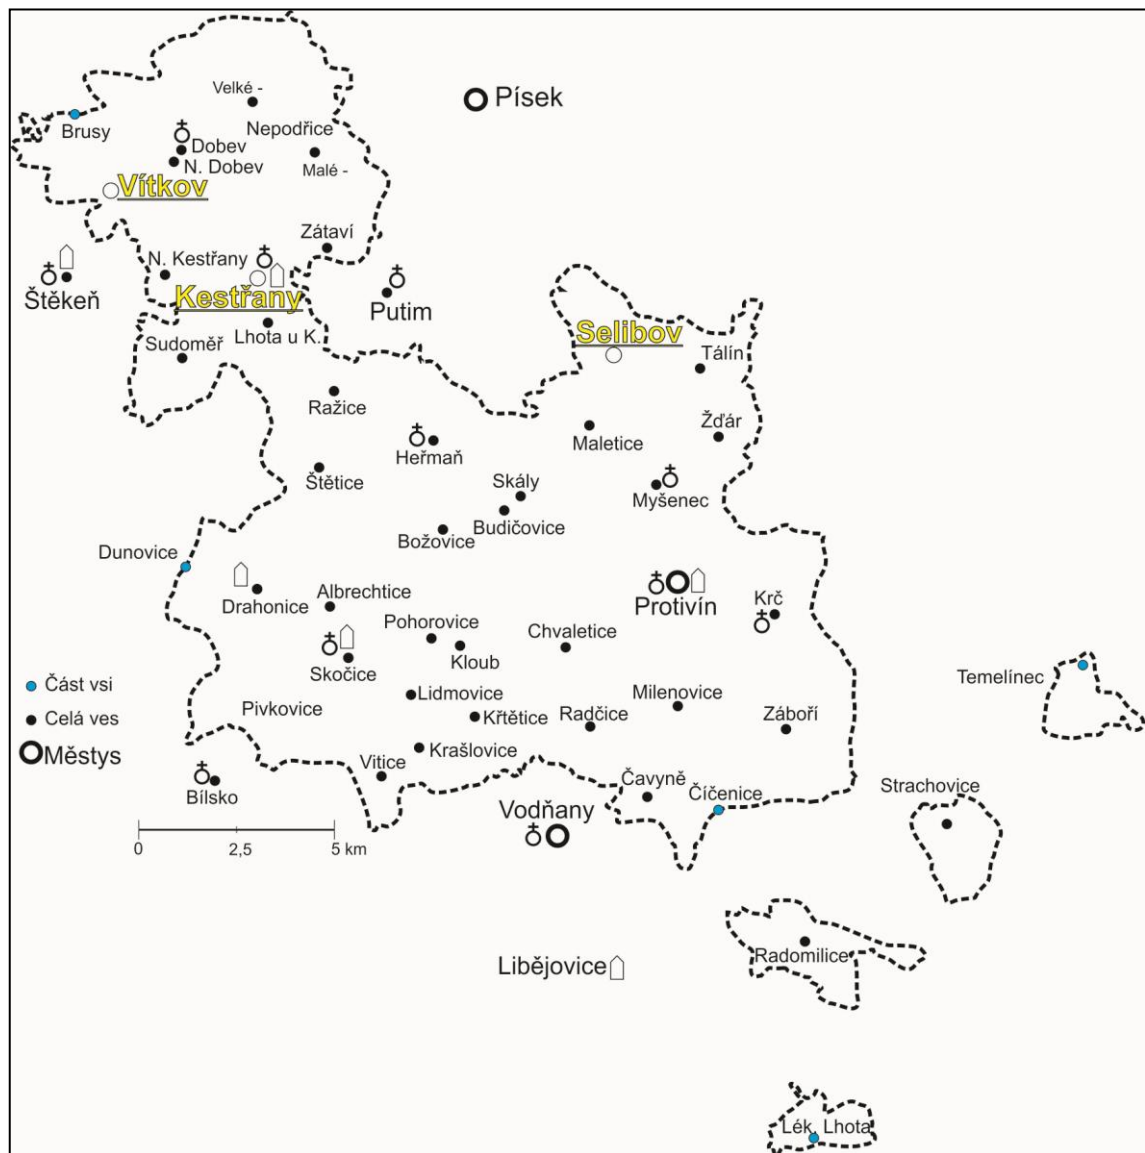 Velké -
Písek
Brusy
Nepodřice
Dobev
N. Dobev
Malé -
Vítkov
Zátaví
N. Kestřany
Štěkeň
Kestřany
Putim
Lhota u K.
Selibov
Sudoměř
Tálín
Ražice
Žďár
Maletice
Heřmaň
Štětice
Skály
Myšenec
Budičovice
Božovice
Dunovice
Drahonice
Albrechtice
Protivín
Krč
Pohorovice
Chvaletice
Kloub
Skočice
Temelínec
Část vsi
Lidmovice
Milenovice
Pivkovice
Křtětice
Radčice
Záboří
Celá ves
Městys
Krašlovice
Vitice
Čavyně
Číčenice
Strachovice
Bílsko
Vodňany
0 2,5 5 km
Radomilice
Libějovice
Lék. Lhota